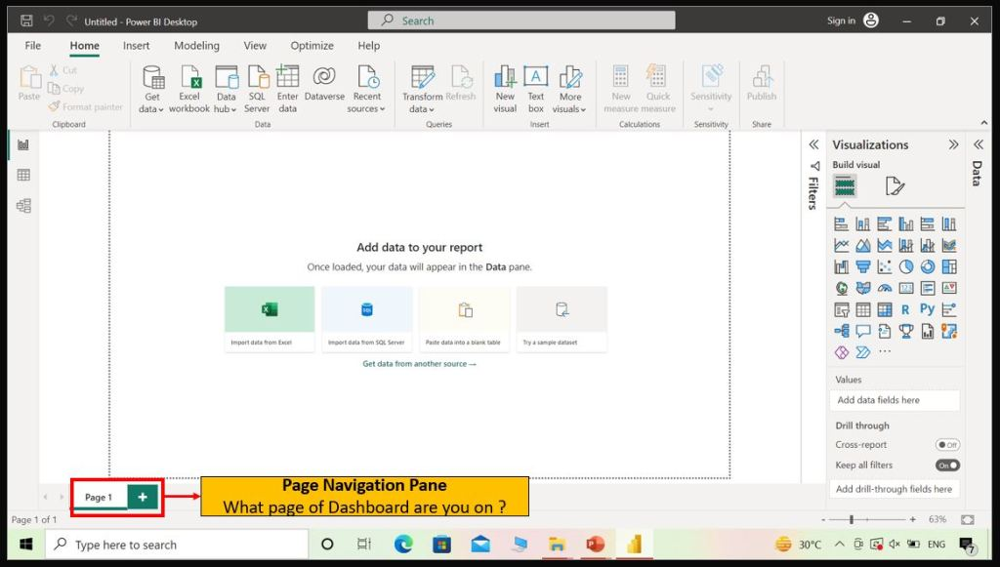 Untitled - Power BI Desktop
Search
Sign in
File Home Insert Modeling View Optimize Help
Paste
Cut
Copy
Format painter
Clipboard
Get data
Excel workbook
Data hub
SQL Server
Enter data
Dataverse
Recent sources
Data
Transform data
Refresh
Queries
New visual
Text box
More visuals
Insert
New measure
Quick measure
Calculations
Sensitivity
Sensitivity
Publish
Share
Filters
Visualizations
Build visual
Data
Add data to your report
Once loaded, your data will appear in the Data pane.
SQL
Import data from Excel
Import data from SQL Server
Paste data into a blank table
Try a sample dataset
Get data from another source →
R
Py
123
...
Values
Add data fields here
Drill through
Cross-report
Off
Keep all filters
On
Add drill-through fields here
Page 1
+
Page Navigation Pane
What page of Dashboard are you on ?
Page 1 of 1
- + 63%
Type here to search
30°C
ENG
7